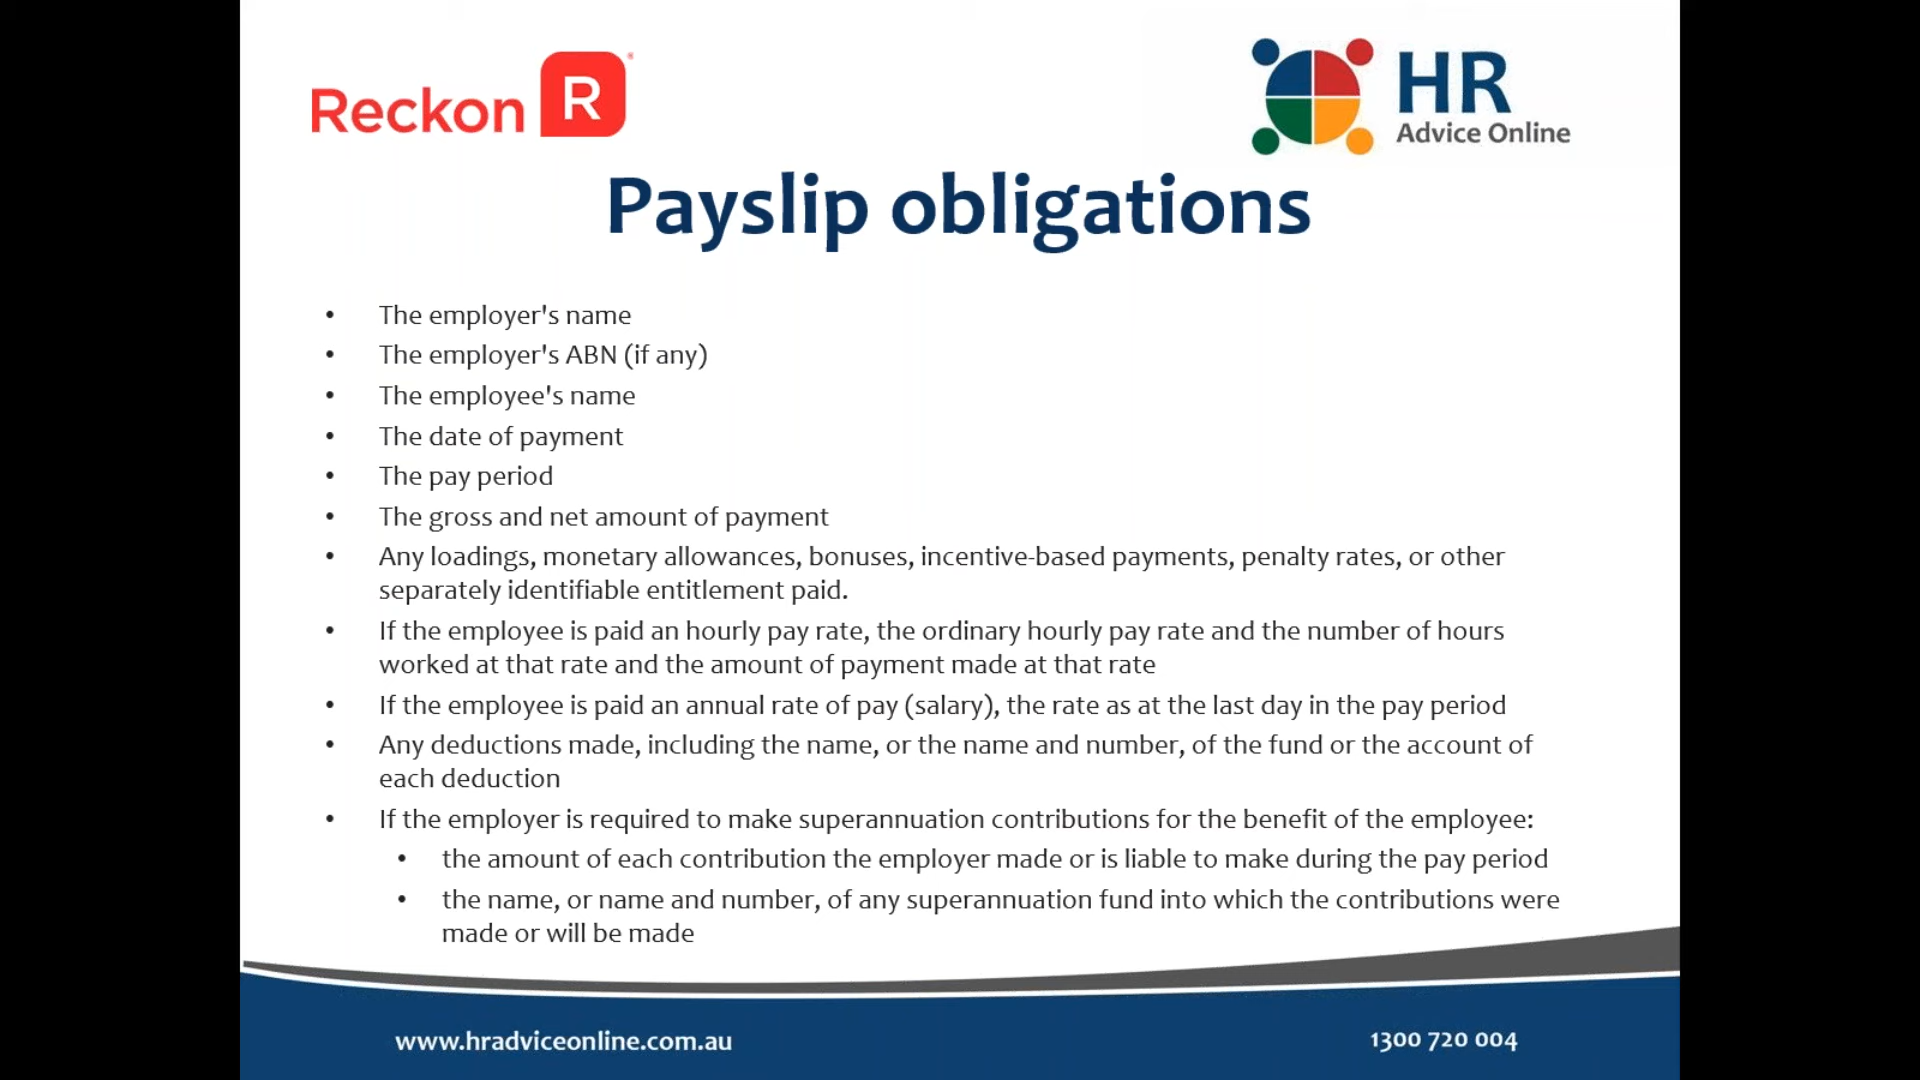 Reckon R
HR
Advice Online
Payslip obligations
• The employer's name
• The employer's ABN (if any)
• The employee's name
• The date of payment
• The pay period
• The gross and net amount of payment
• Any loadings, monetary allowances, bonuses, incentive-based payments, penalty rates, or other
separately identifiable entitlement paid.
• If the employee is paid an hourly pay rate, the ordinary hourly pay rate and the number of hours
worked at that rate and the amount of payment made at that rate
• If the employee is paid an annual rate of pay (salary), the rate as at the last day in the pay period
• Any deductions made, including the name, or the name and number, of the fund or the account of
each deduction
• If the employer is required to make superannuation contributions for the benefit of the employee:
• the amount of each contribution the employer made or is liable to make during the pay period
• the name, or name and number, of any superannuation fund into which the contributions were
made or will be made
www.hradviceonline.com.au
1300 720 004